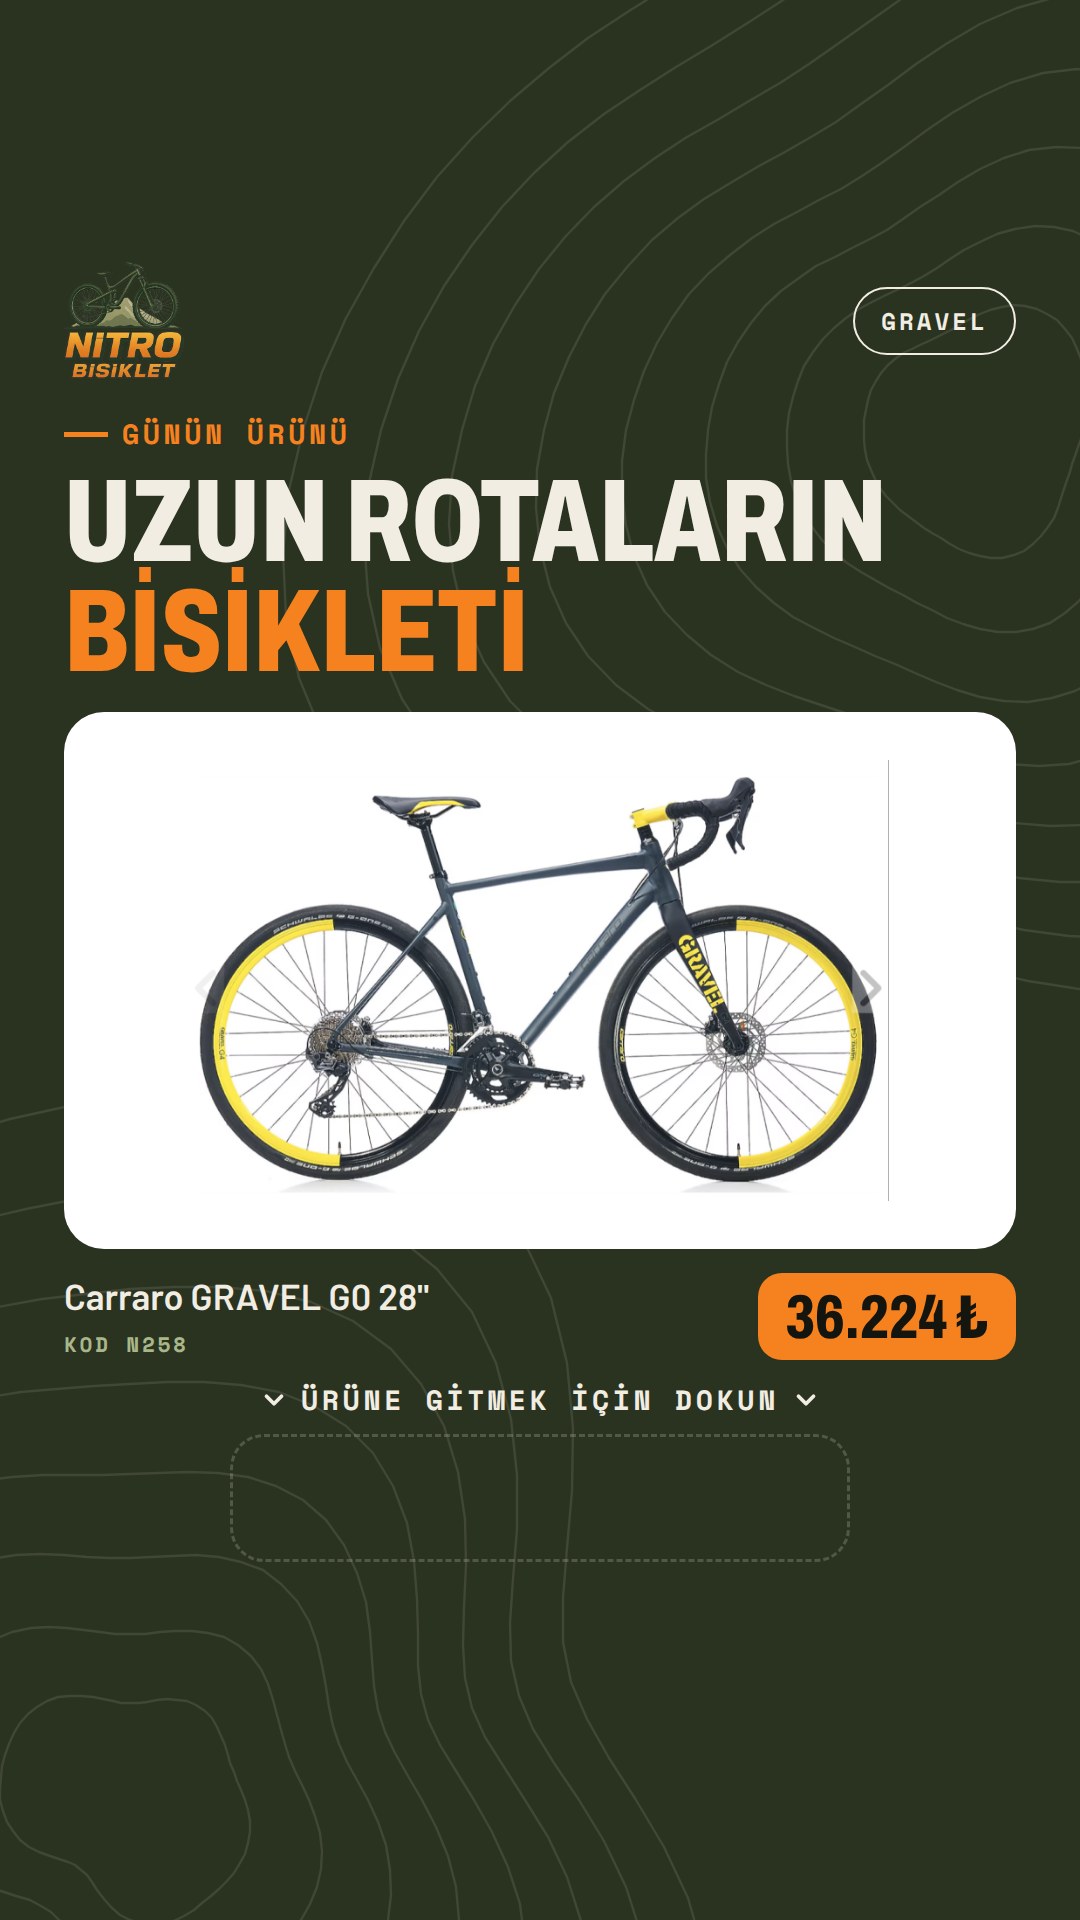 NiTRO
BiSiKLET
GRAVEL
GÜNÜN ÜRÜNÜ
UZUN ROTALARIN
BİSİKLETİ
GRAVEL
Carraro GRAVEL G0 28"
36.224 ₺
KOD N258
ÜRÜNE GİTMEK İÇİN DOKUN